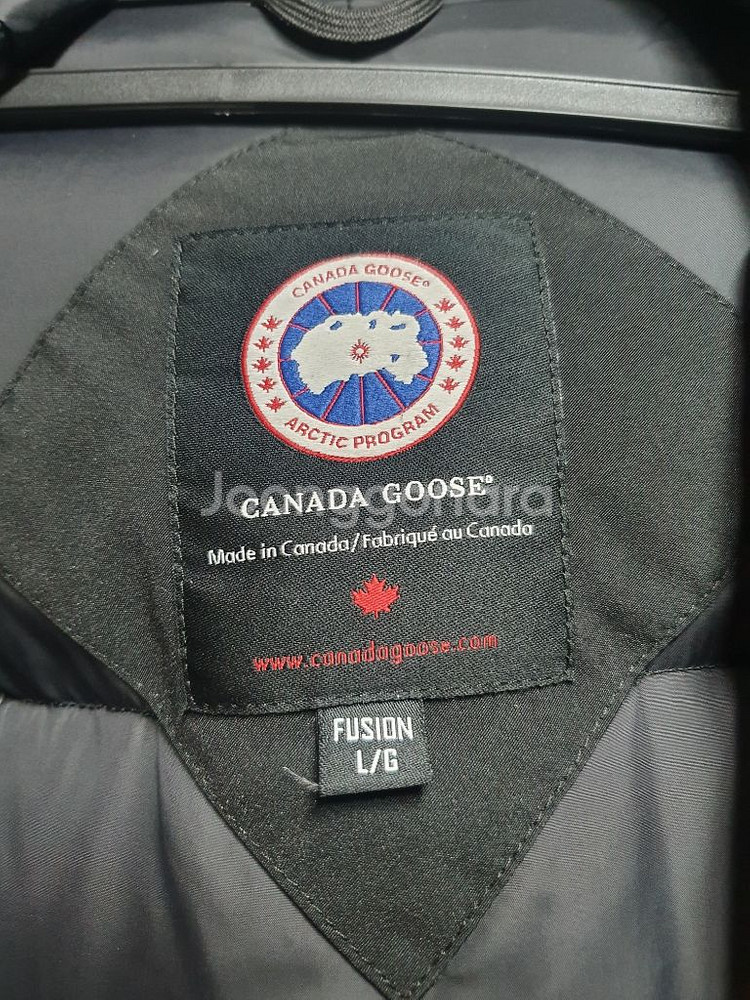 CANADA GOOSE®
ARCTIC PROGRAM
CANADA GOOSE®
Joonggonara
Made in Canada/Fabriqué au Canada
www.canadagoose.com
FUSION
L/G